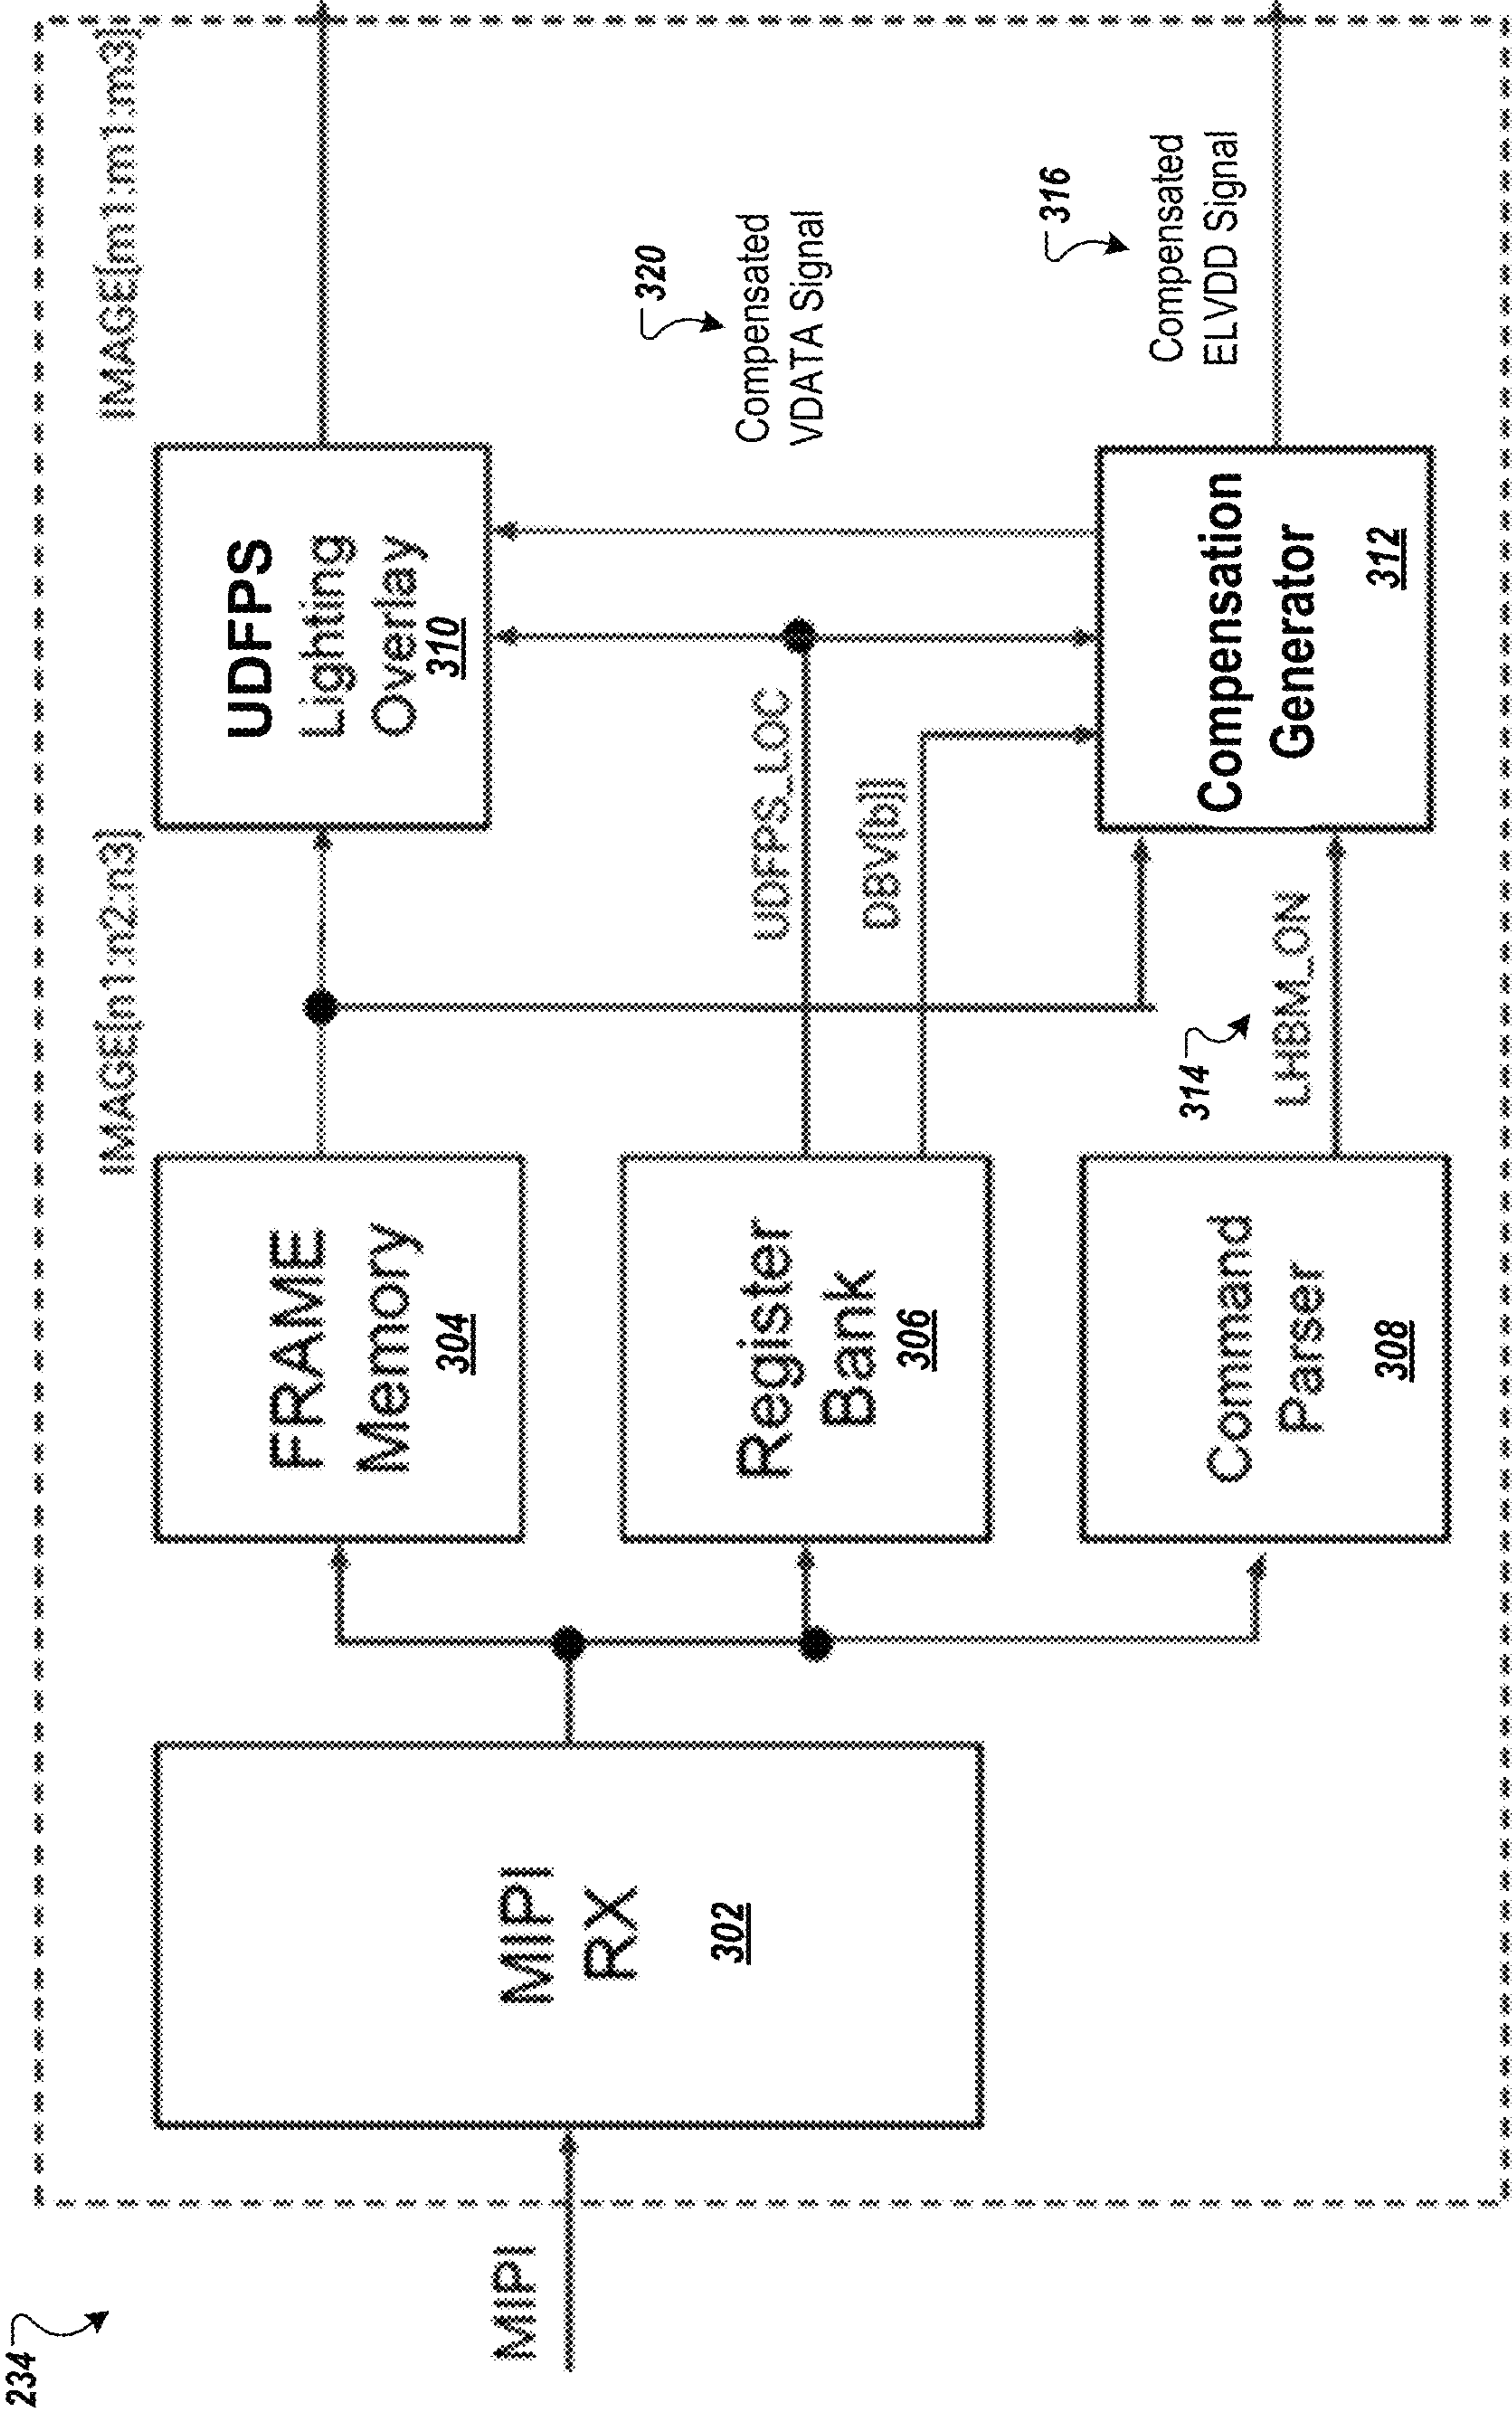 234
MIPI
MIPI
RX
302
FRAME
Memory
304
Register
Bank
306
Command
Parser
308
IMAGE[n1:n2:n3]
UDFPS_LOC
DBV[b]]
314
LHBM_ON
UDFPS
Lighting
Overlay
310
Compensation
Generator
312
IMAGE[m1:m1:m3]
320
Compensated
VDATA Signal
316
Compensated
ELVDD Signal